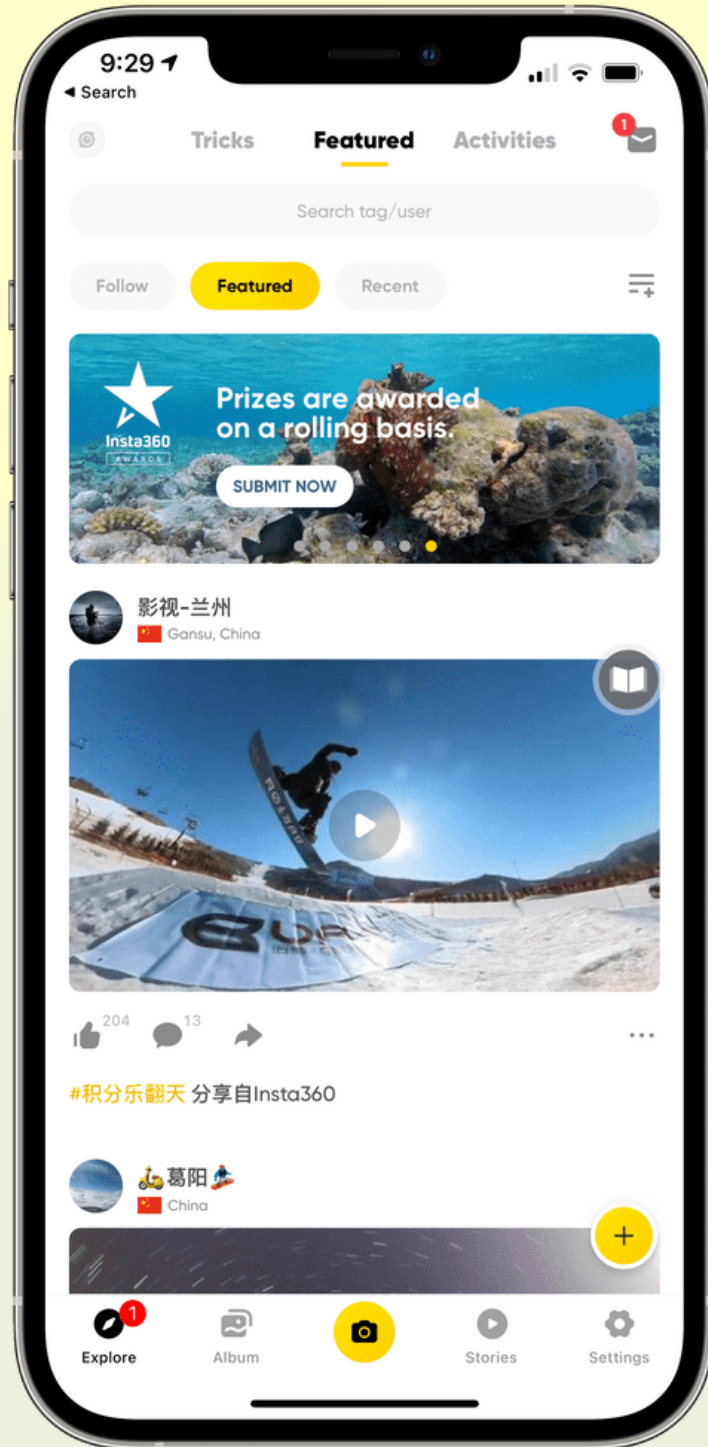 9:29
◀ Search
Tricks
Featured
Activities
1
Search tag/user
Follow
Featured
Recent
Insta360
AWARDS
Prizes are awarded
on a rolling basis.
SUBMIT NOW
影视-兰州
Gansu, China
BURTON
204
13
#积分乐翻天 分享自Insta360
🛵葛阳🏂
China
1
Explore
Album
Stories
Settings